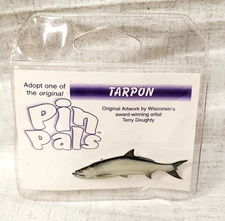 Adopt one of
the original
Pin
Pals
TARPON
Original Artwork by Wisconsin's
award-winning artist
Terry Doughty